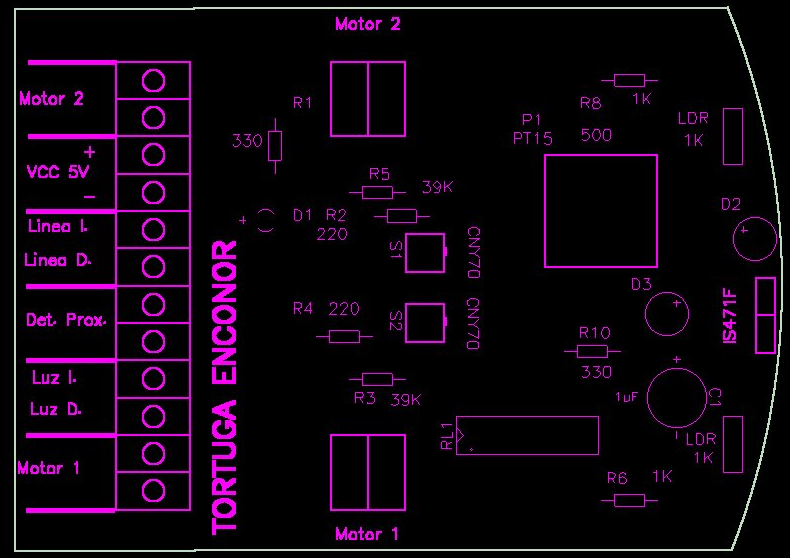 Motor 2
R1
330
R8
1K
P1
PT15
500
LDR
1K
Motor 2
+
VCC 5V
−
R5
39K
+
D1
R2
220
S1
CNY70
D2
+
Linea I.
Linea D.
TORTUGA ENCONOR
D3
+
IS471F
R4
220
S2
CNY70
Det. Prox.
R10
330
Luz I.
Luz D.
R3
39K
+
1uF
C1
−
RL1
LDR
1K
Motor 1
R6
1K
Motor 1